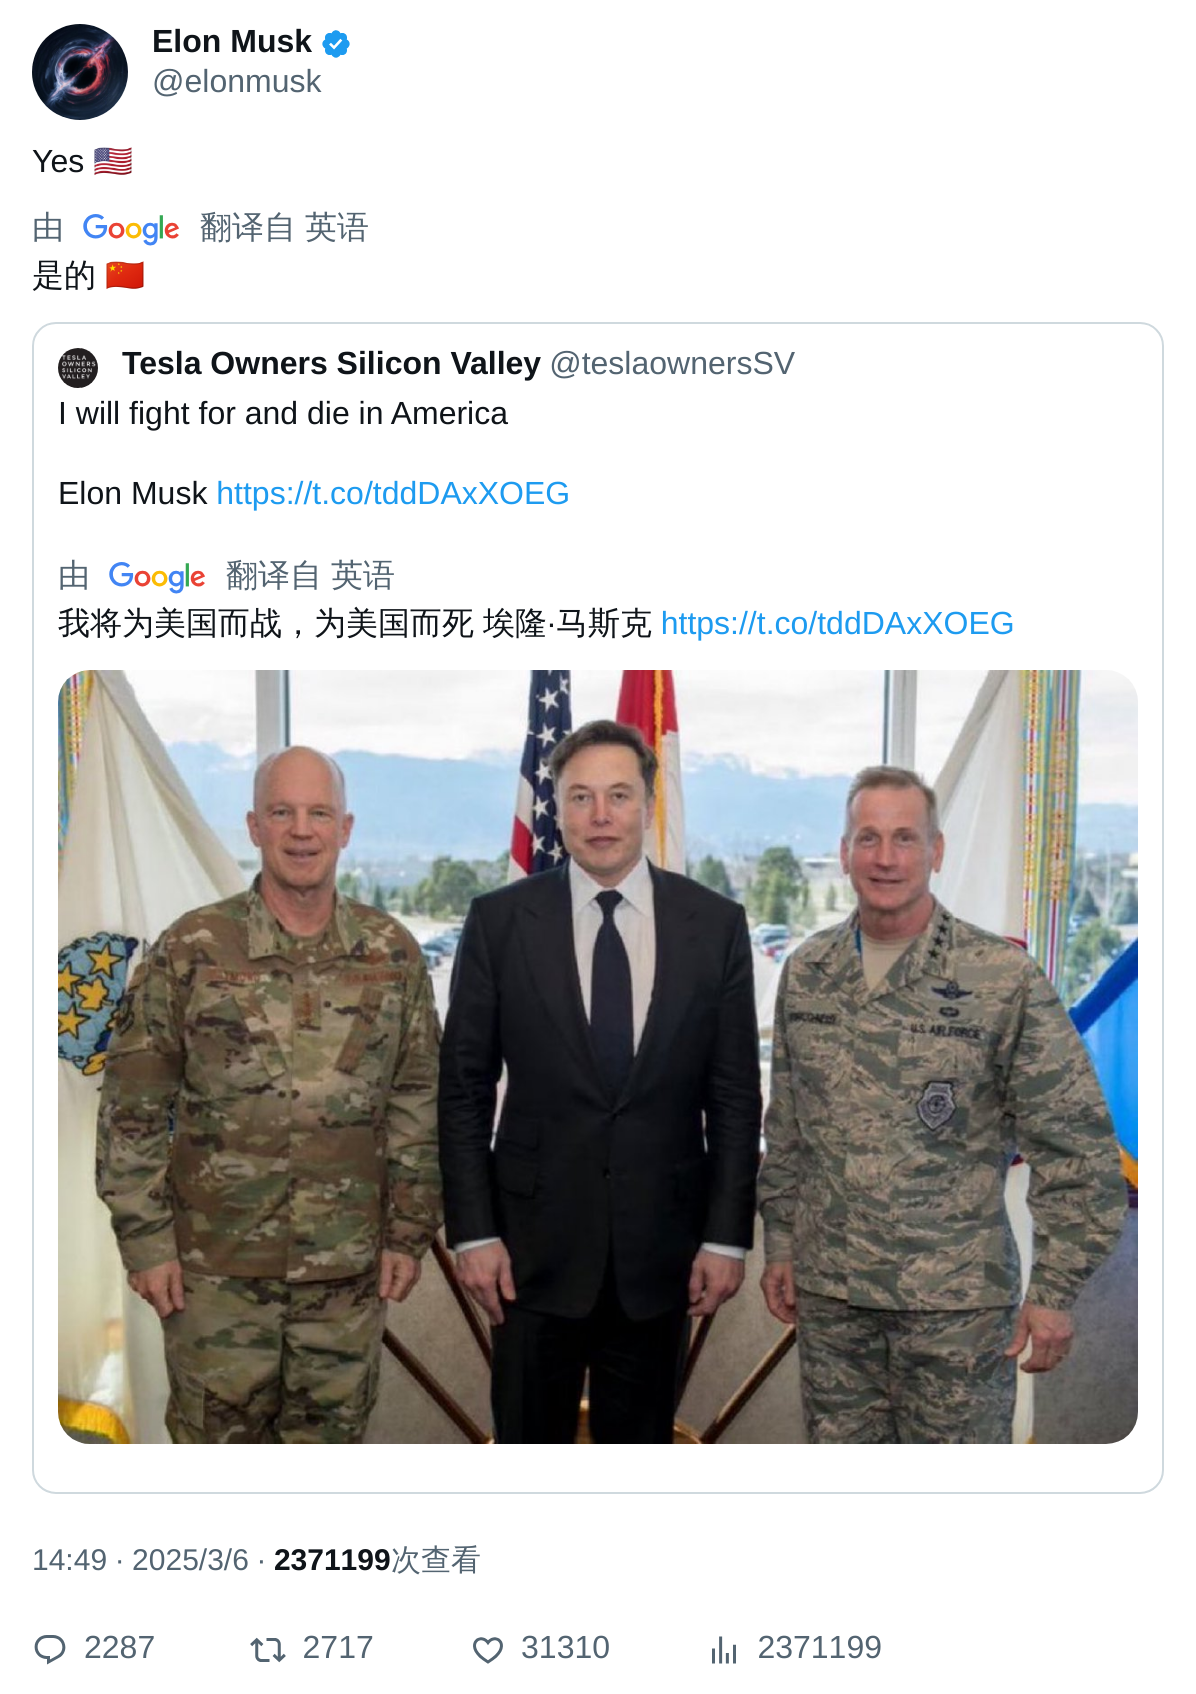 Elon Musk
@elonmusk
Yes 🇺🇸
由 Google 翻译自 英语
是的 🇨🇳
TESLA
OWNERS
SILICON
VALLEY
Tesla Owners Silicon Valley @teslaownersSV
I will fight for and die in America
Elon Musk https://t.co/tddDAxXOEG
由 Google 翻译自 英语
我将为美国而战，为美国而死 埃隆·马斯克 https://t.co/tddDAxXOEG
U.S. AIR FORCE
14:49 · 2025/3/6 · 2371199次查看
2287 2717 31310 2371199